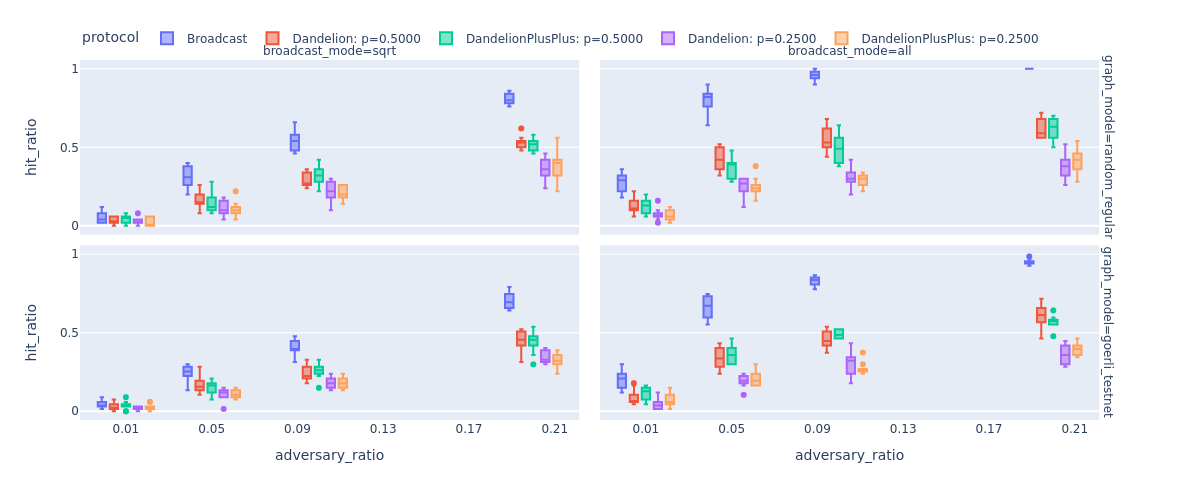 protocol Broadcast Dandelion: p=0.5000 DandelionPlusPlus: p=0.5000 Dandelion: p=0.2500 DandelionPlusPlus: p=0.2500
broadcast_mode=sqrt broadcast_mode=all
hit_ratio
1
0.5
0
graph_model=random_regular
hit_ratio
1
0.5
0
graph_model=goerli_testnet
0.01 0.05 0.09 0.13 0.17 0.21 0.01 0.05 0.09 0.13 0.17 0.21
adversary_ratio adversary_ratio